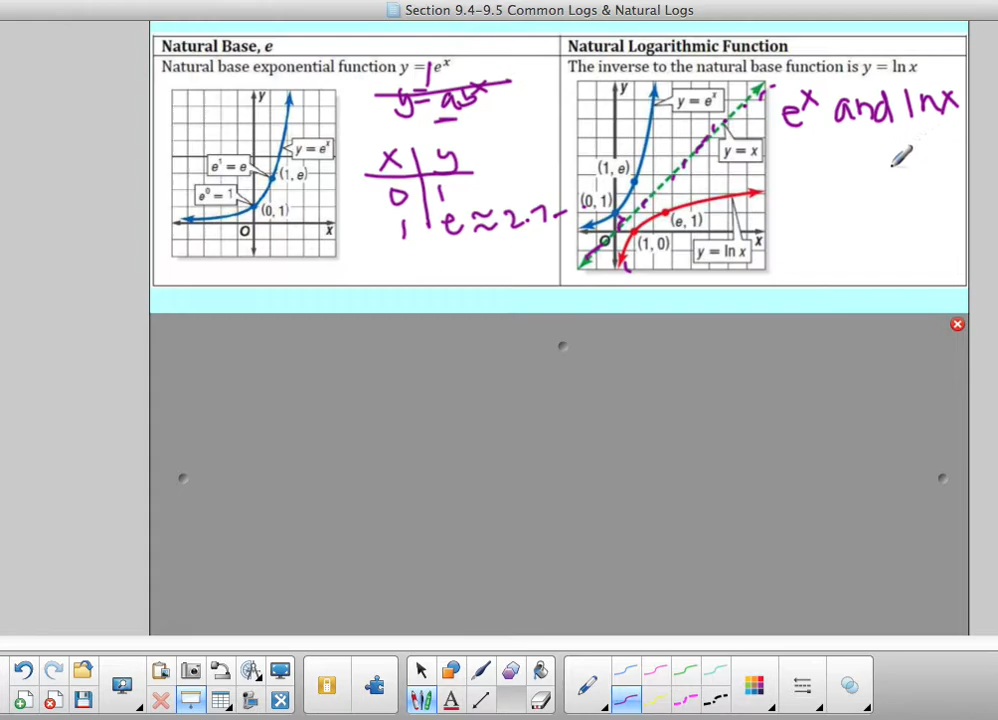 Section 9.4-9.5 Common Logs & Natural Logs
Natural Base, e
Natural base exponential function y = 1e^x
y = a.b^x
y
y = e^x
e^1 = e
(1, e)
e^0 = 1
(0, 1)
O
x
x y
0 1
1 e ≈ 2.7
Natural Logarithmic Function
The inverse to the natural base function is y = ln x
y
y = e^x
y = x
(1, e)
(0, 1)
(e, 1)
O
(1, 0)
x
y = ln x
e^x and lnx
A